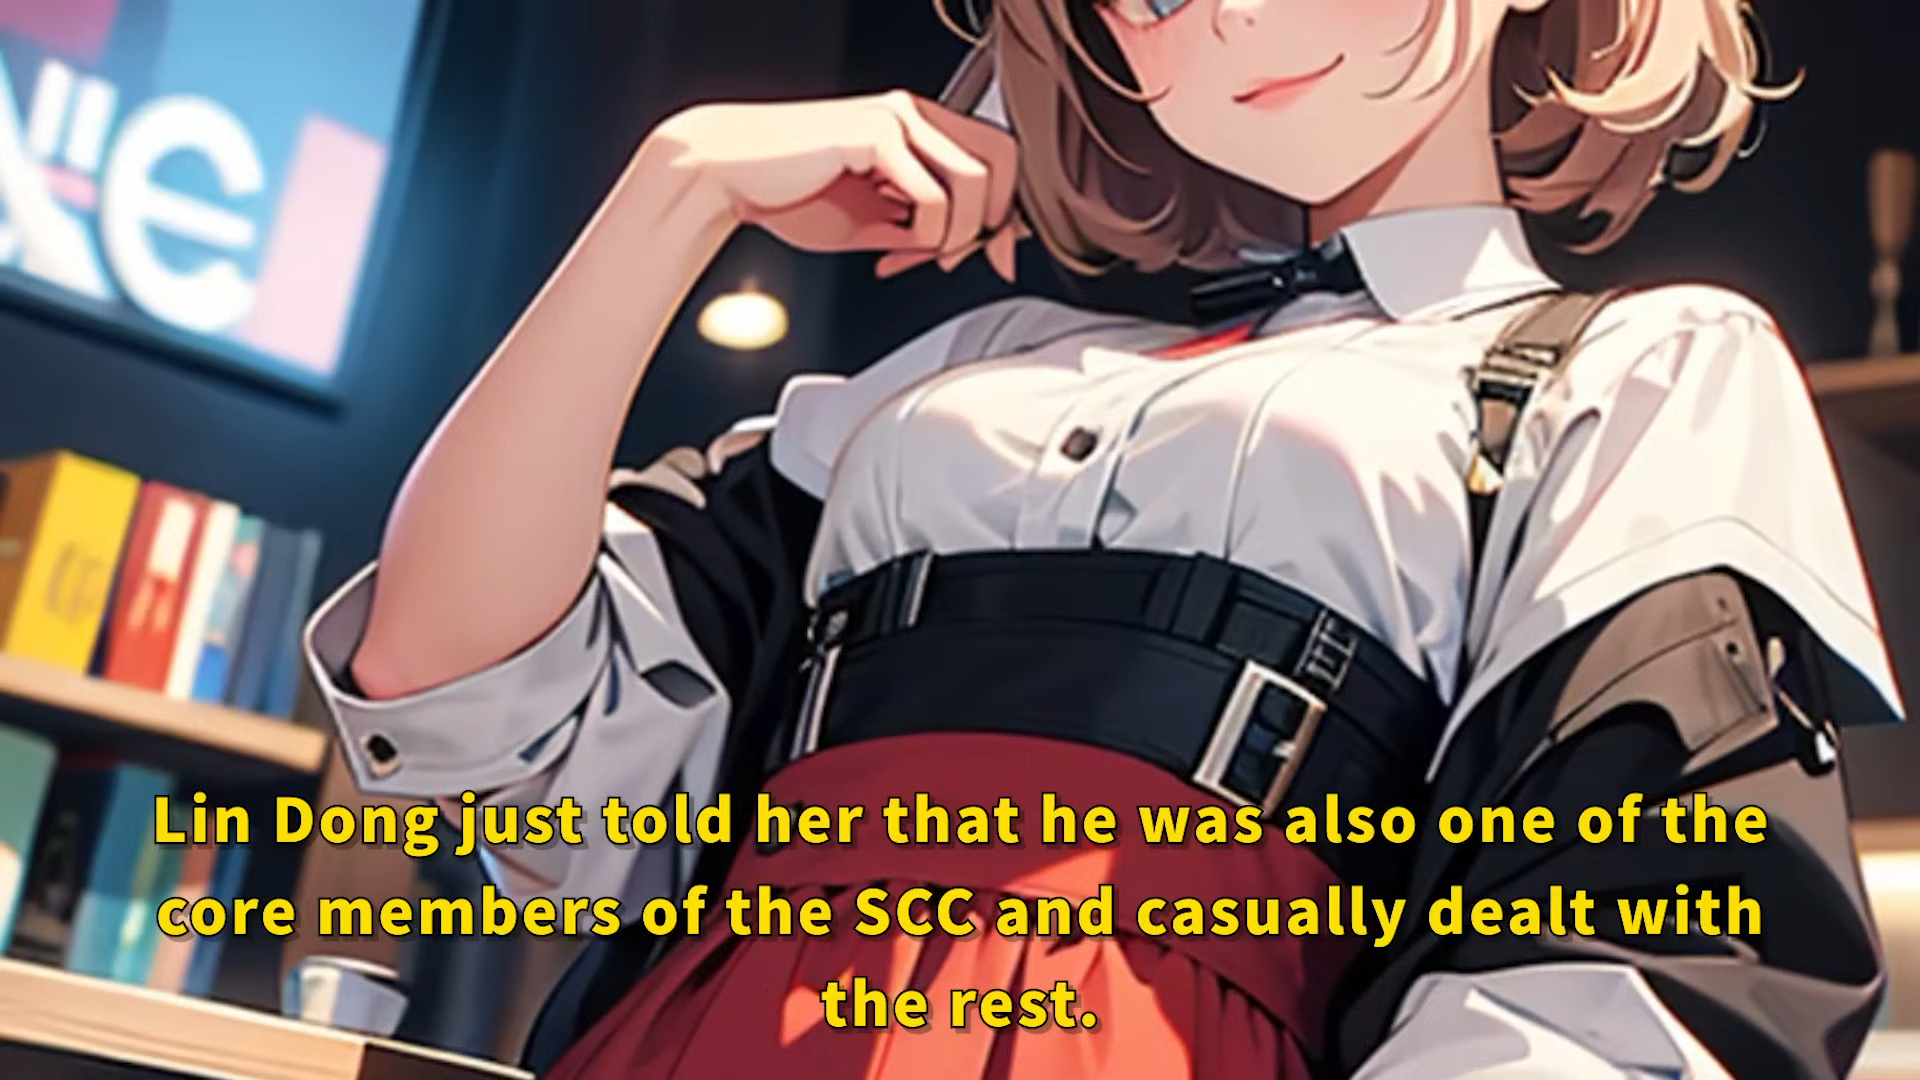 Lin Dong just told her that he was also one of the
core members of the SCC and casually dealt with
the rest.